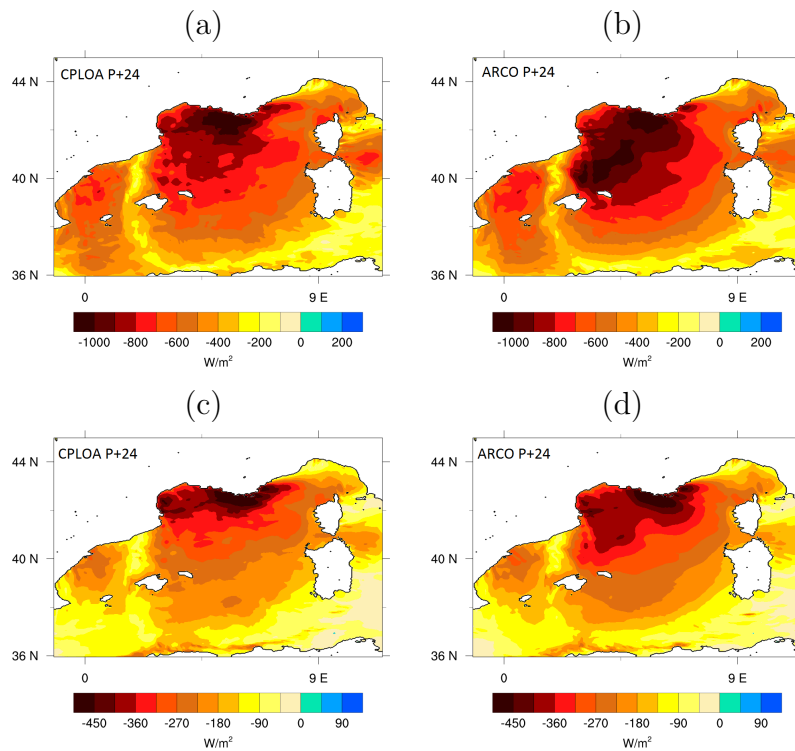 (a) (b)
CPLOA P+24 ARCO P+24
44 N 44 N
40 N 40 N
36 N 36 N
0 9 E 0 9 E
-1000 -800 -600 -400 -200 0 200 -1000 -800 -600 -400 -200 0 200
W/m² W/m²
(c) (d)
CPLOA P+24 ARCO P+24
44 N 44 N
40 N 40 N
36 N 36 N
0 9 E 0 9 E
-450 -360 -270 -180 -90 0 90 -450 -360 -270 -180 -90 0 90
W/m² W/m²